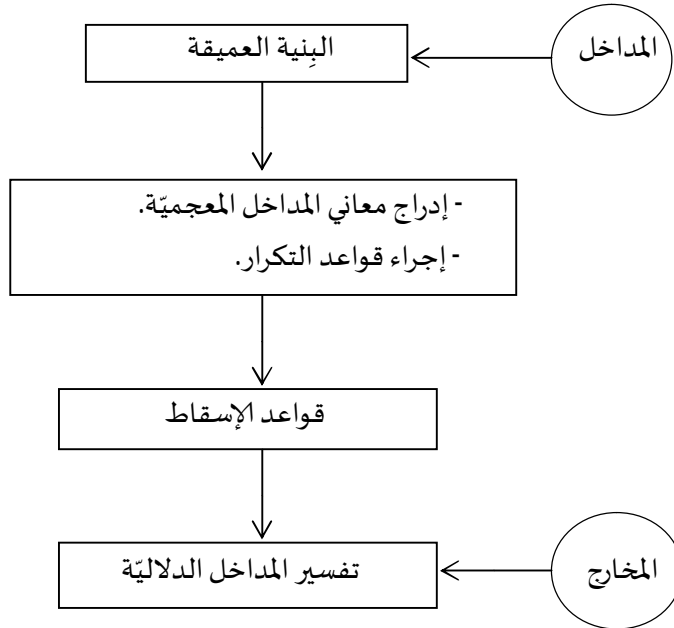 المداخل
البِنية العميقة
- إدراج معاني المداخل المعجميّة.
- إجراء قواعد التكرار.
قواعد الإسقاط
المخارج
تفسير المداخل الدلاليّة